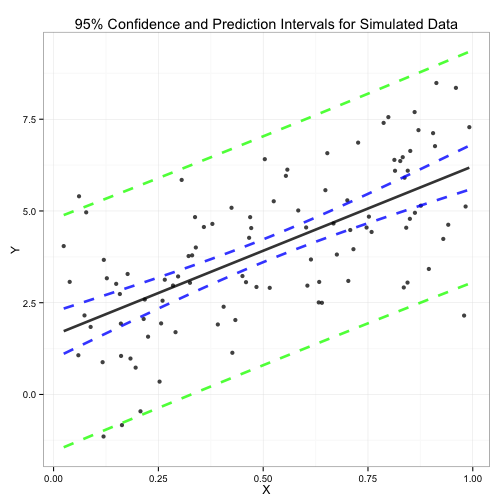 95% Confidence and Prediction Intervals for Simulated Data
Y
7.5
5.0
2.5
0.0
0.00 0.25 0.50 0.75 1.00
X